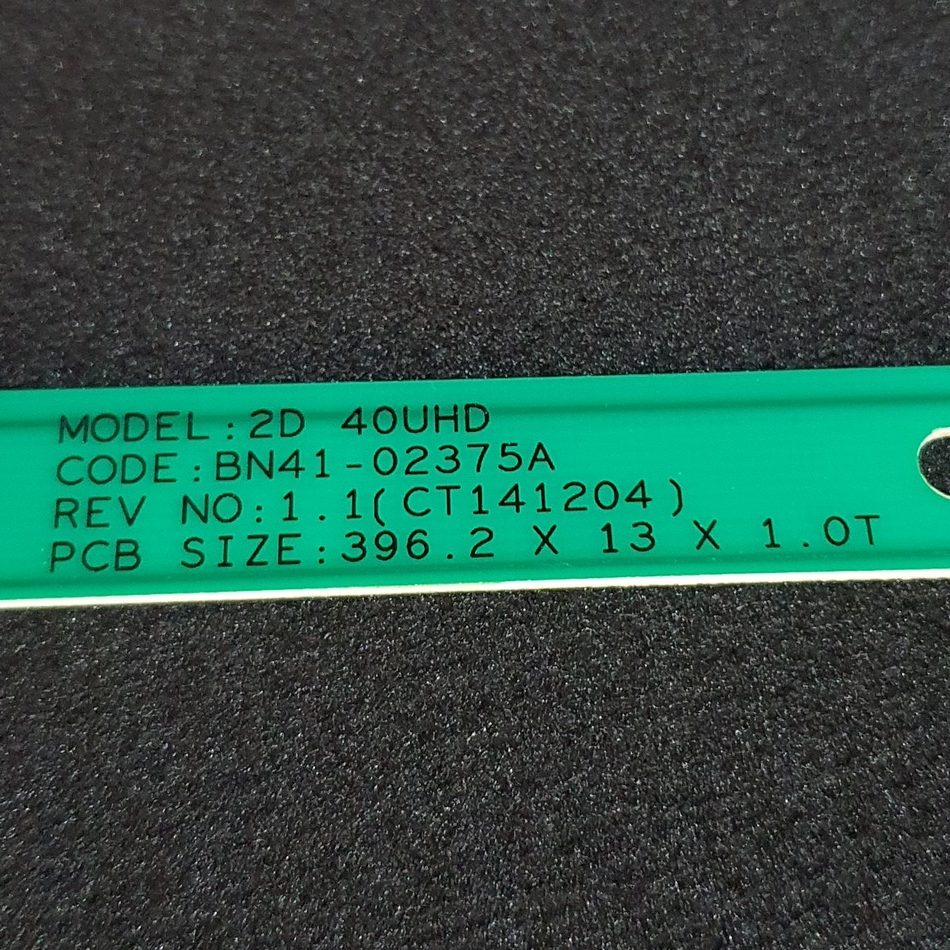 MODEL:2D 40UHD
CODE:BN41-02375A
REV NO:1.1(CT141204)
PCB SIZE:396.2 X 13 X 1.0T